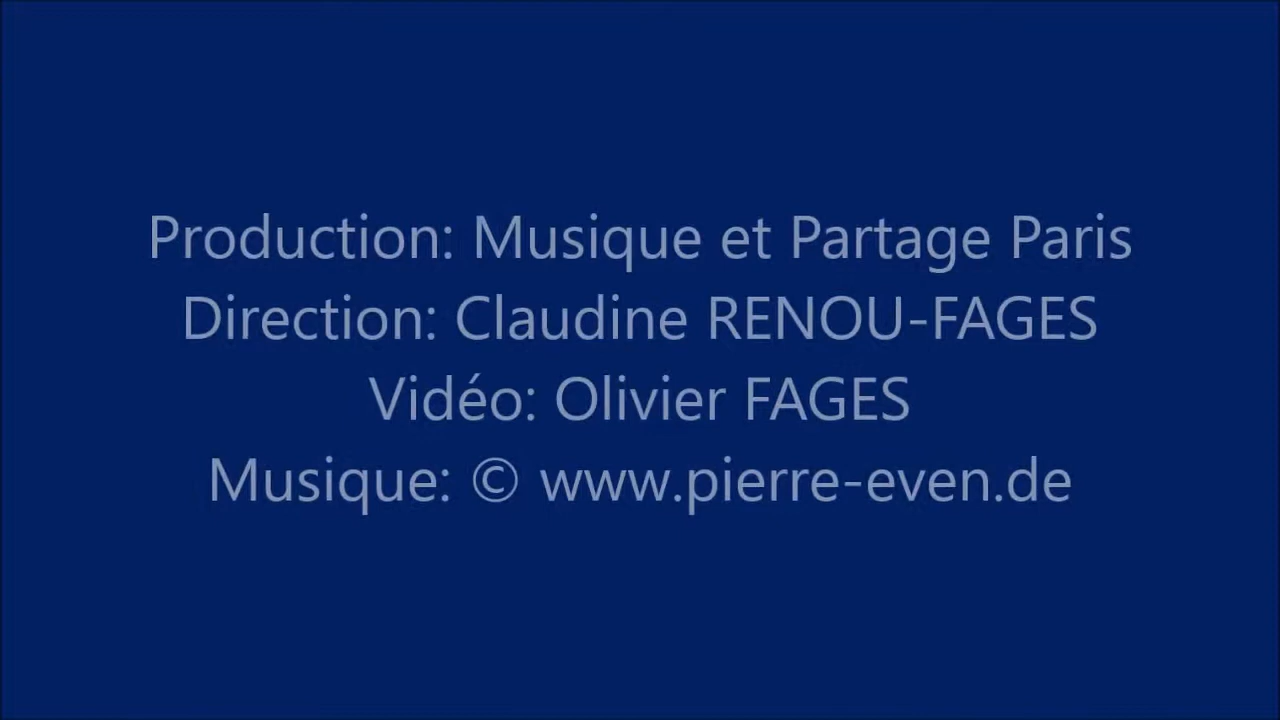 Production: Musique et Partage Paris
Direction: Claudine RENOU-FAGES
Vidéo: Olivier FAGES
Musique: © www.pierre-even.de